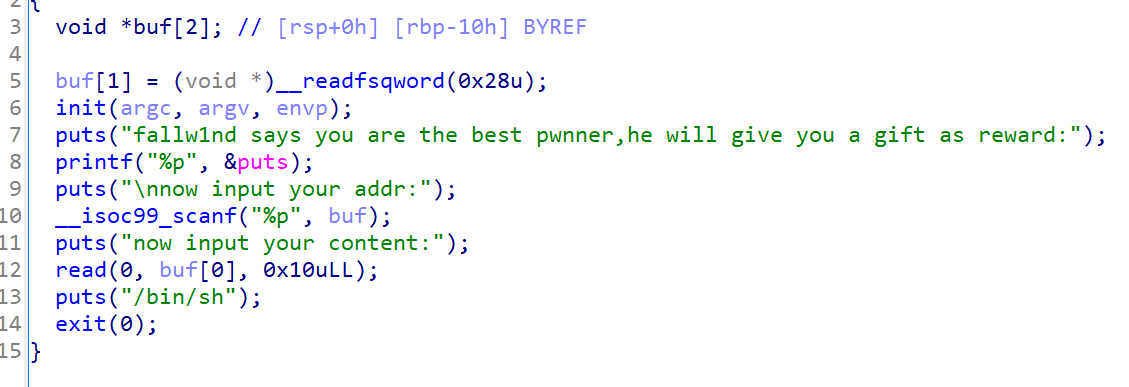 2 {
3 void *buf[2]; // [rsp+0h] [rbp-10h] BYREF
4
5 buf[1] = (void *)__readfsqword(0x28u);
6 init(argc, argv, envp);
7 puts("fallw1nd says you are the best pwnner,he will give you a gift as reward:");
8 printf("%p", &puts);
9 puts("\nnow input your addr:");
10 __isoc99_scanf("%p", buf);
11 puts("now input your content:");
12 read(0, buf[0], 0x10uLL);
13 puts("/bin/sh");
14 exit(0);
15 }